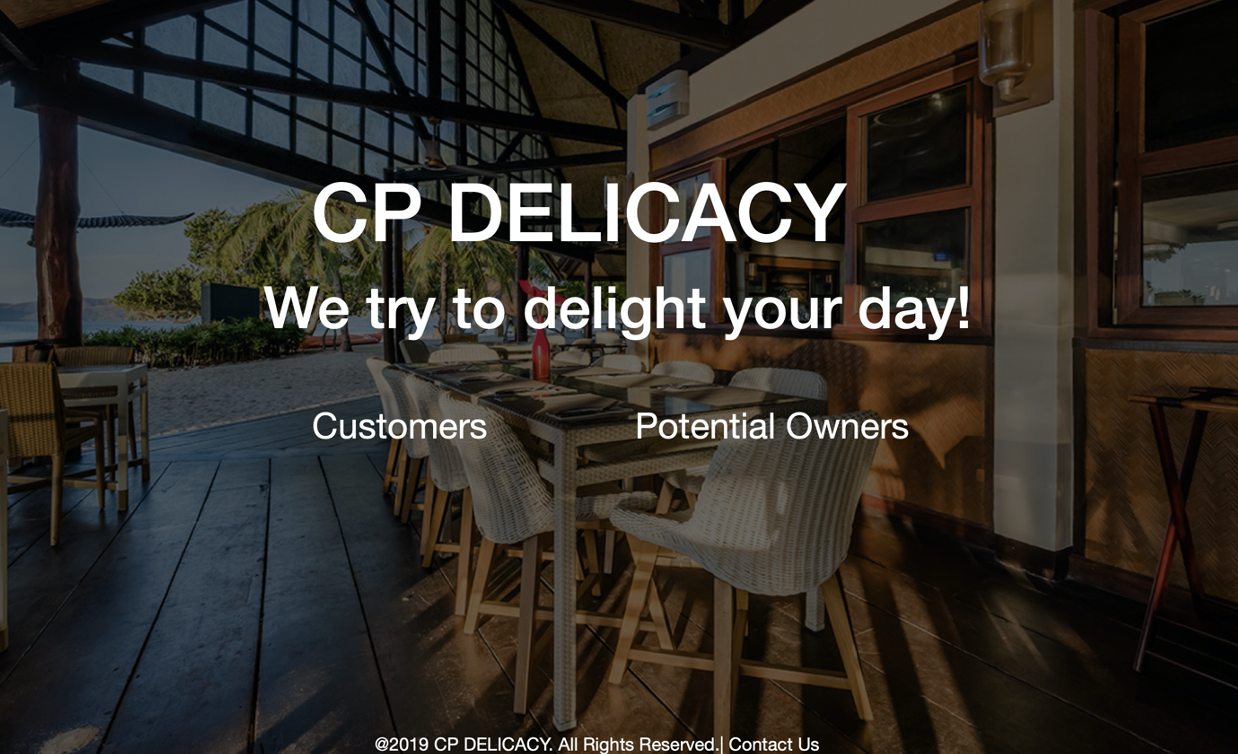 CP DELICACY
We try to delight your day!
Customers Potential Owners
@2019 CP DELICACY. All Rights Reserved.| Contact Us